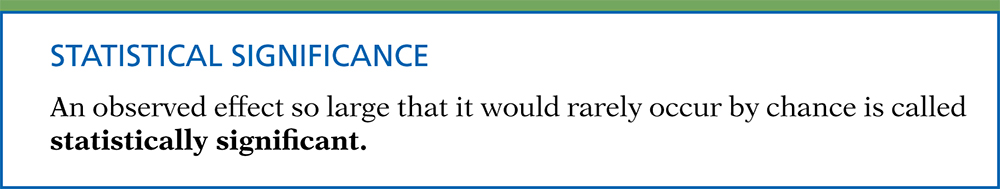 STATISTICAL SIGNIFICANCE
An observed effect so large that it would rarely occur by chance is called
statistically significant.